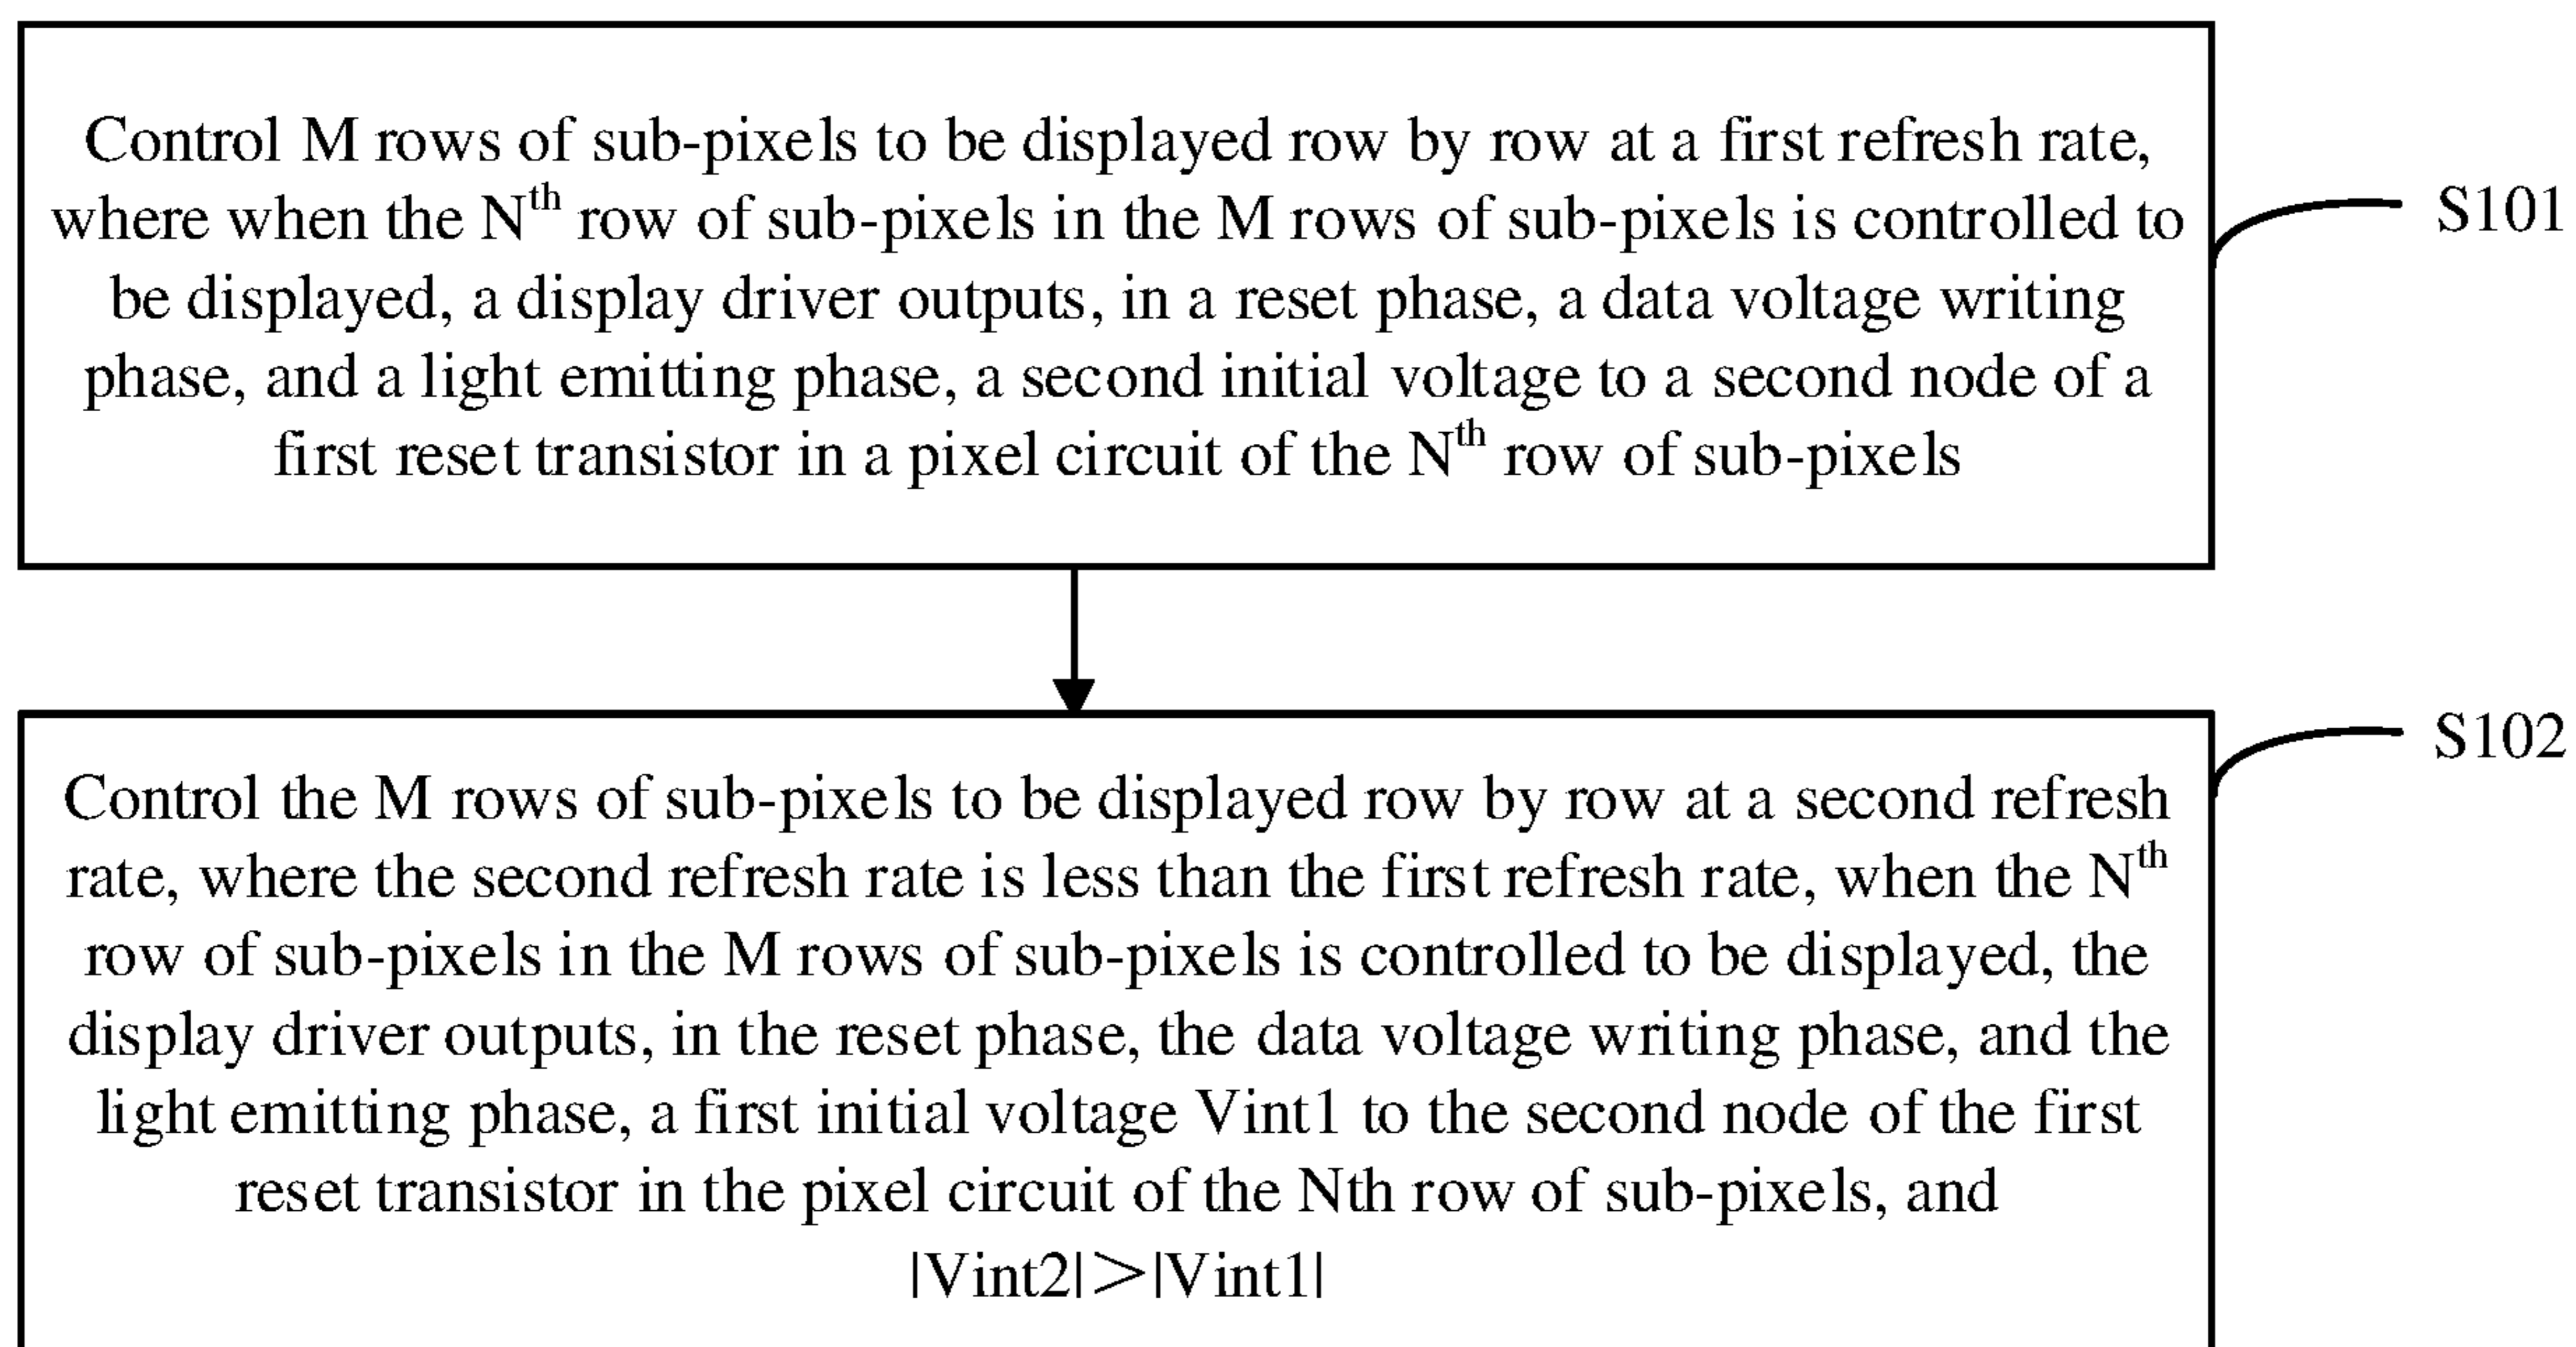 Control M rows of sub-pixels to be displayed row by row at a first refresh rate,
where when the Nth row of sub-pixels in the M rows of sub-pixels is controlled to
be displayed, a display driver outputs, in a reset phase, a data voltage writing
phase, and a light emitting phase, a second initial voltage to a second node of a
first reset transistor in a pixel circuit of the Nth row of sub-pixels
S101
Control the M rows of sub-pixels to be displayed row by row at a second refresh
rate, where the second refresh rate is less than the first refresh rate, when the Nth
row of sub-pixels in the M rows of sub-pixels is controlled to be displayed, the
display driver outputs, in the reset phase, the data voltage writing phase, and the
light emitting phase, a first initial voltage Vint1 to the second node of the first
reset transistor in the pixel circuit of the Nth row of sub-pixels, and
|Vint2|>|Vint1|
S102